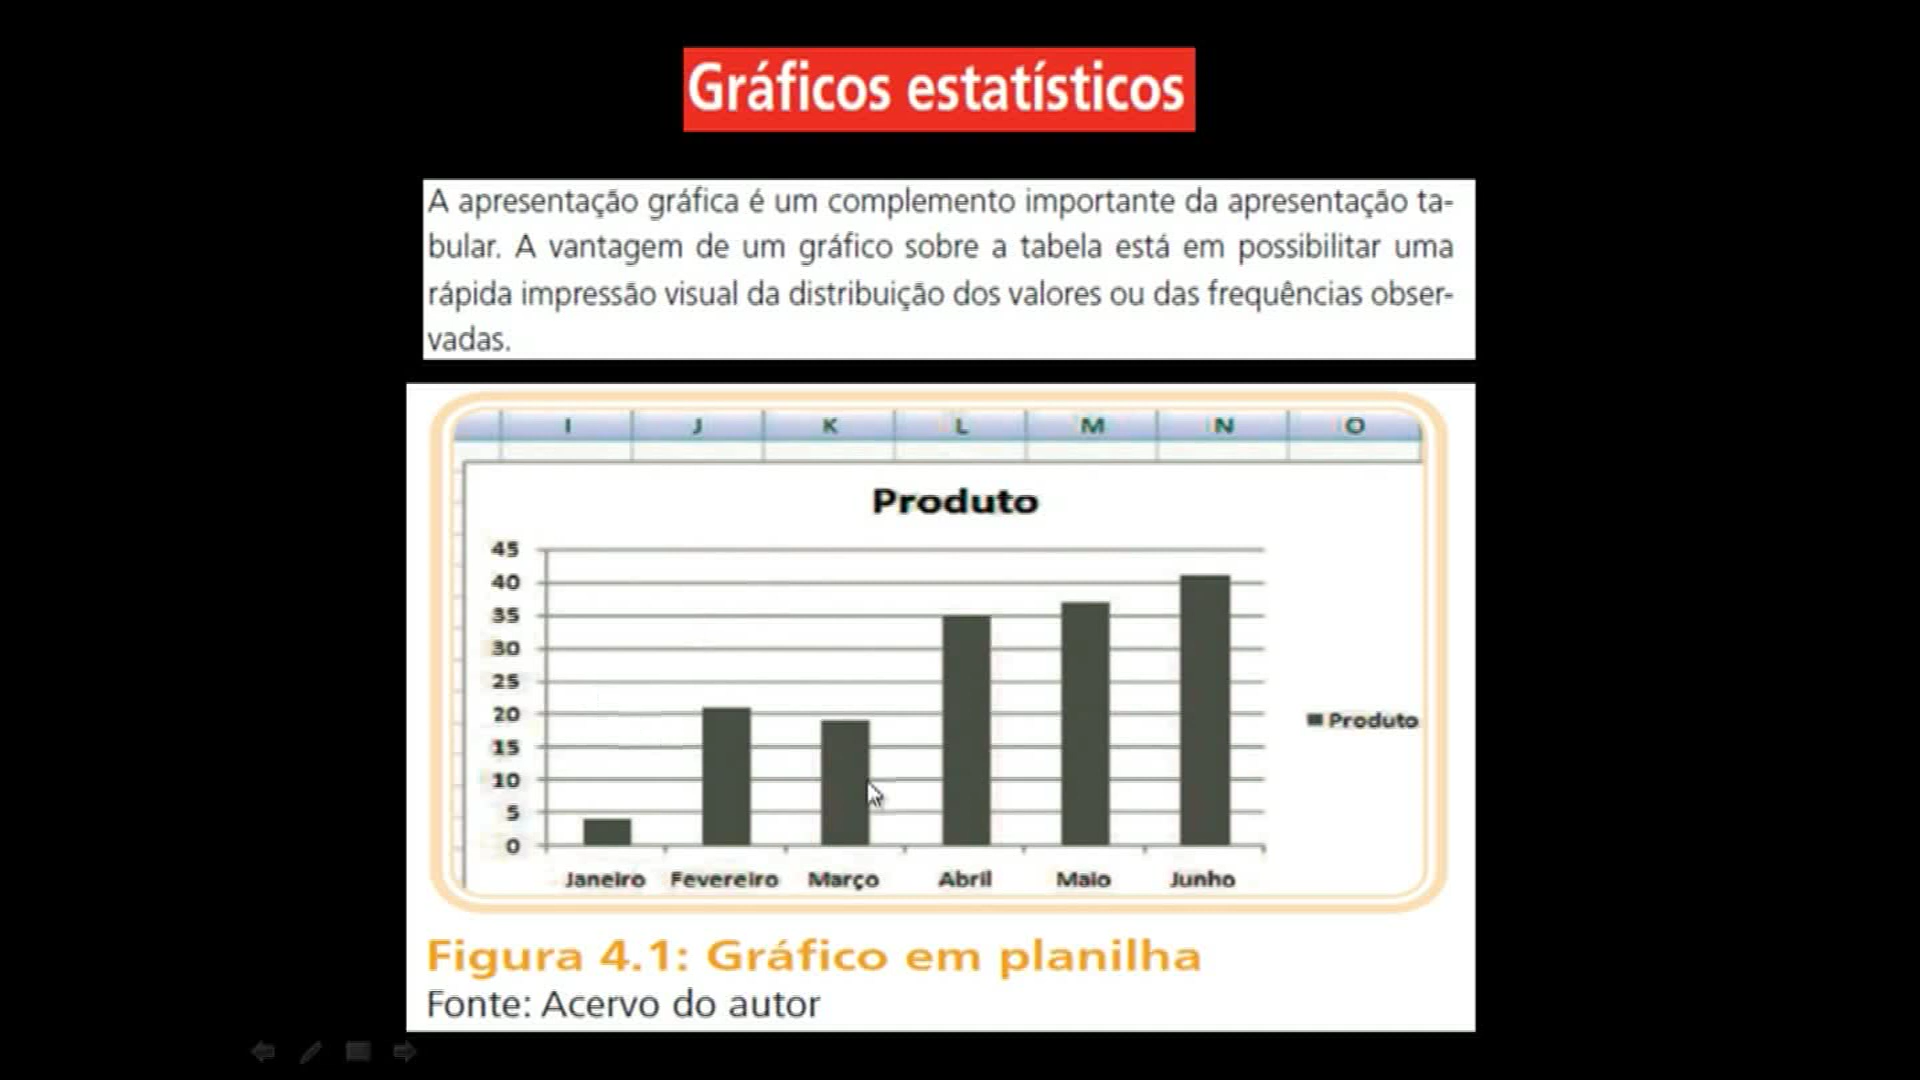 Gráficos estatísticos
A apresentação gráfica é um complemento importante da apresentação ta-
bular. A vantagem de um gráfico sobre a tabela está em possibilitar uma
rápida impressão visual da distribuição dos valores ou das frequências obser-
vadas.
I J K L M N O
Produto
45
40
35
30
25
20
15
10
5
0
Produto
Janeiro Fevereiro Março Abril Maio Junho
Figura 4.1: Gráfico em planilha
Fonte: Acervo do autor